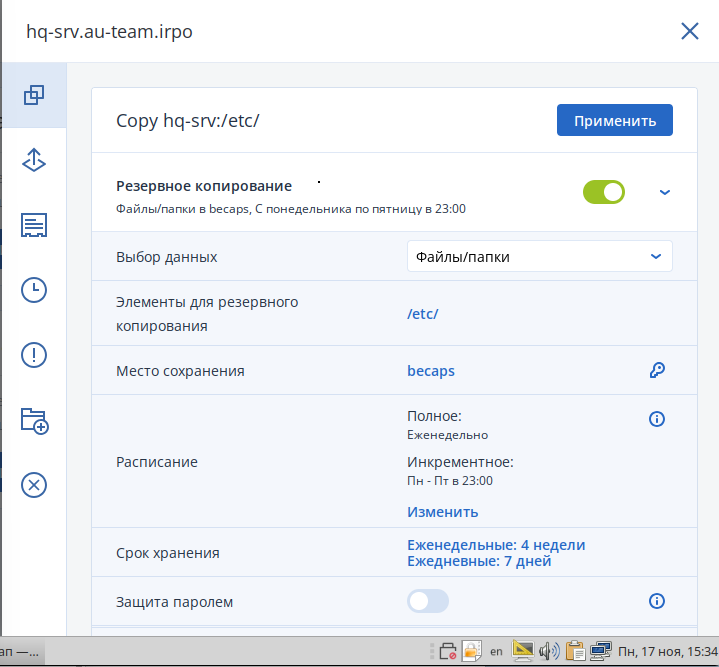 hq-srv.au-team.irpo
Copy hq-srv:/etc/
Применить
Резервное копирование
Файлы/папки в becaps, С понедельника по пятницу в 23:00
Выбор данных
Файлы/папки
Элементы для резервного
копирования
/etc/
Место сохранения
becaps
Расписание
Полное:
Еженедельно
Инкрементное:
Пн - Пт в 23:00
Изменить
Срок хранения
Еженедельные: 4 недели
Ежедневные: 7 дней
Защита паролем
ап —...
en
Пн, 17 ноя, 15:34